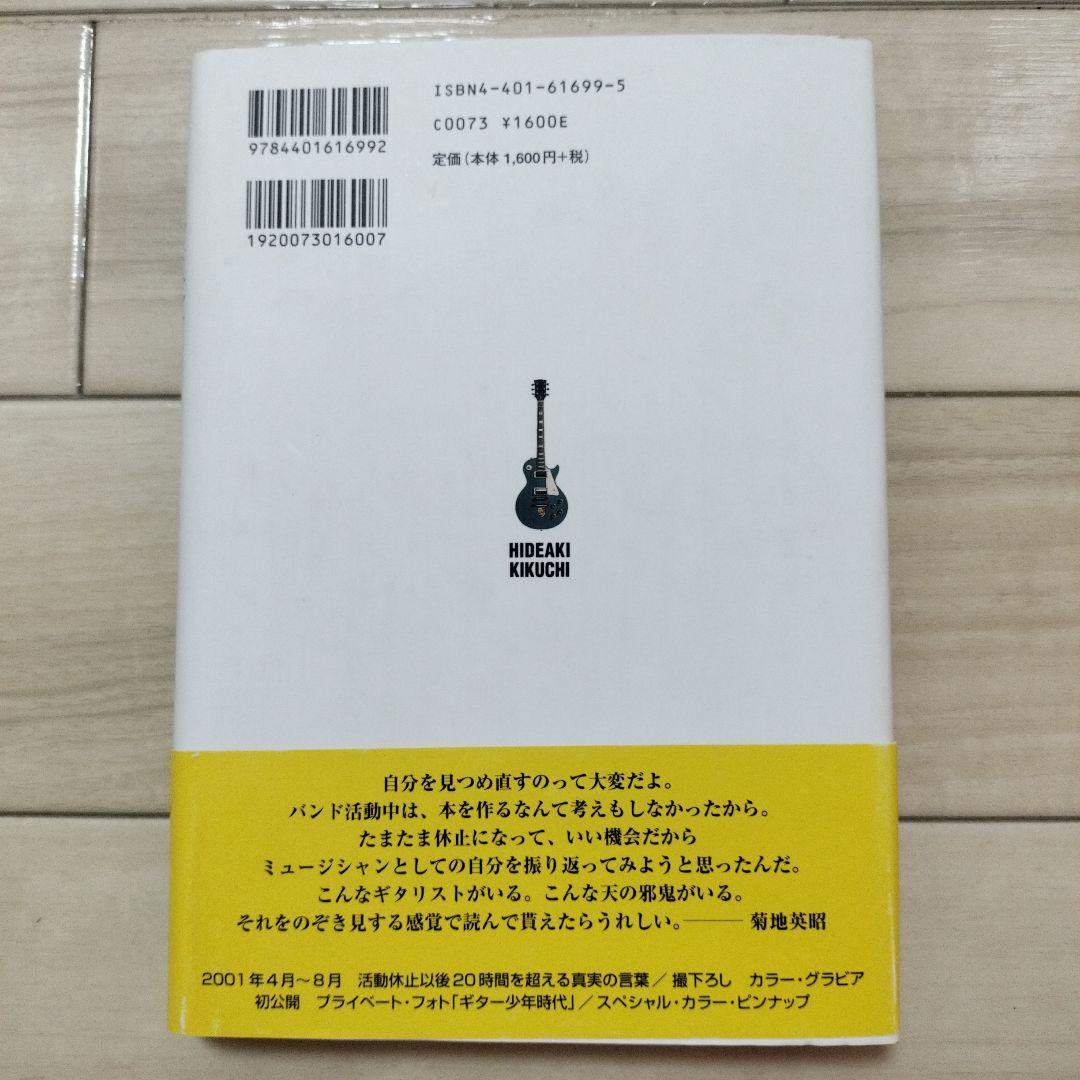 ISBN4-401-61699-5
C0073 ¥1600E
定価(本体1,600円+税)
9784401616992
1920073016007
HIDEAKI
KIKUCHI
自分を見つめ直すのって大変だよ。
バンド活動中は、本を作るなんて考えもしなかったから。
たまたま休止になって、いい機会だから
ミュージシャンとしての自分を振り返ってみようと思ったんだ。
こんなギタリストがいる。こんな天の邪鬼がいる。
それをのぞき見する感覚で読んで貰えたらうれしい。――― 菊地英昭
2001年4月〜8月 活動休止以後20時間を超える真実の言葉/撮下ろし カラー・グラビア
初公開 プライベート・フォト「ギター少年時代」/スペシャル・カラー・ピンナップ